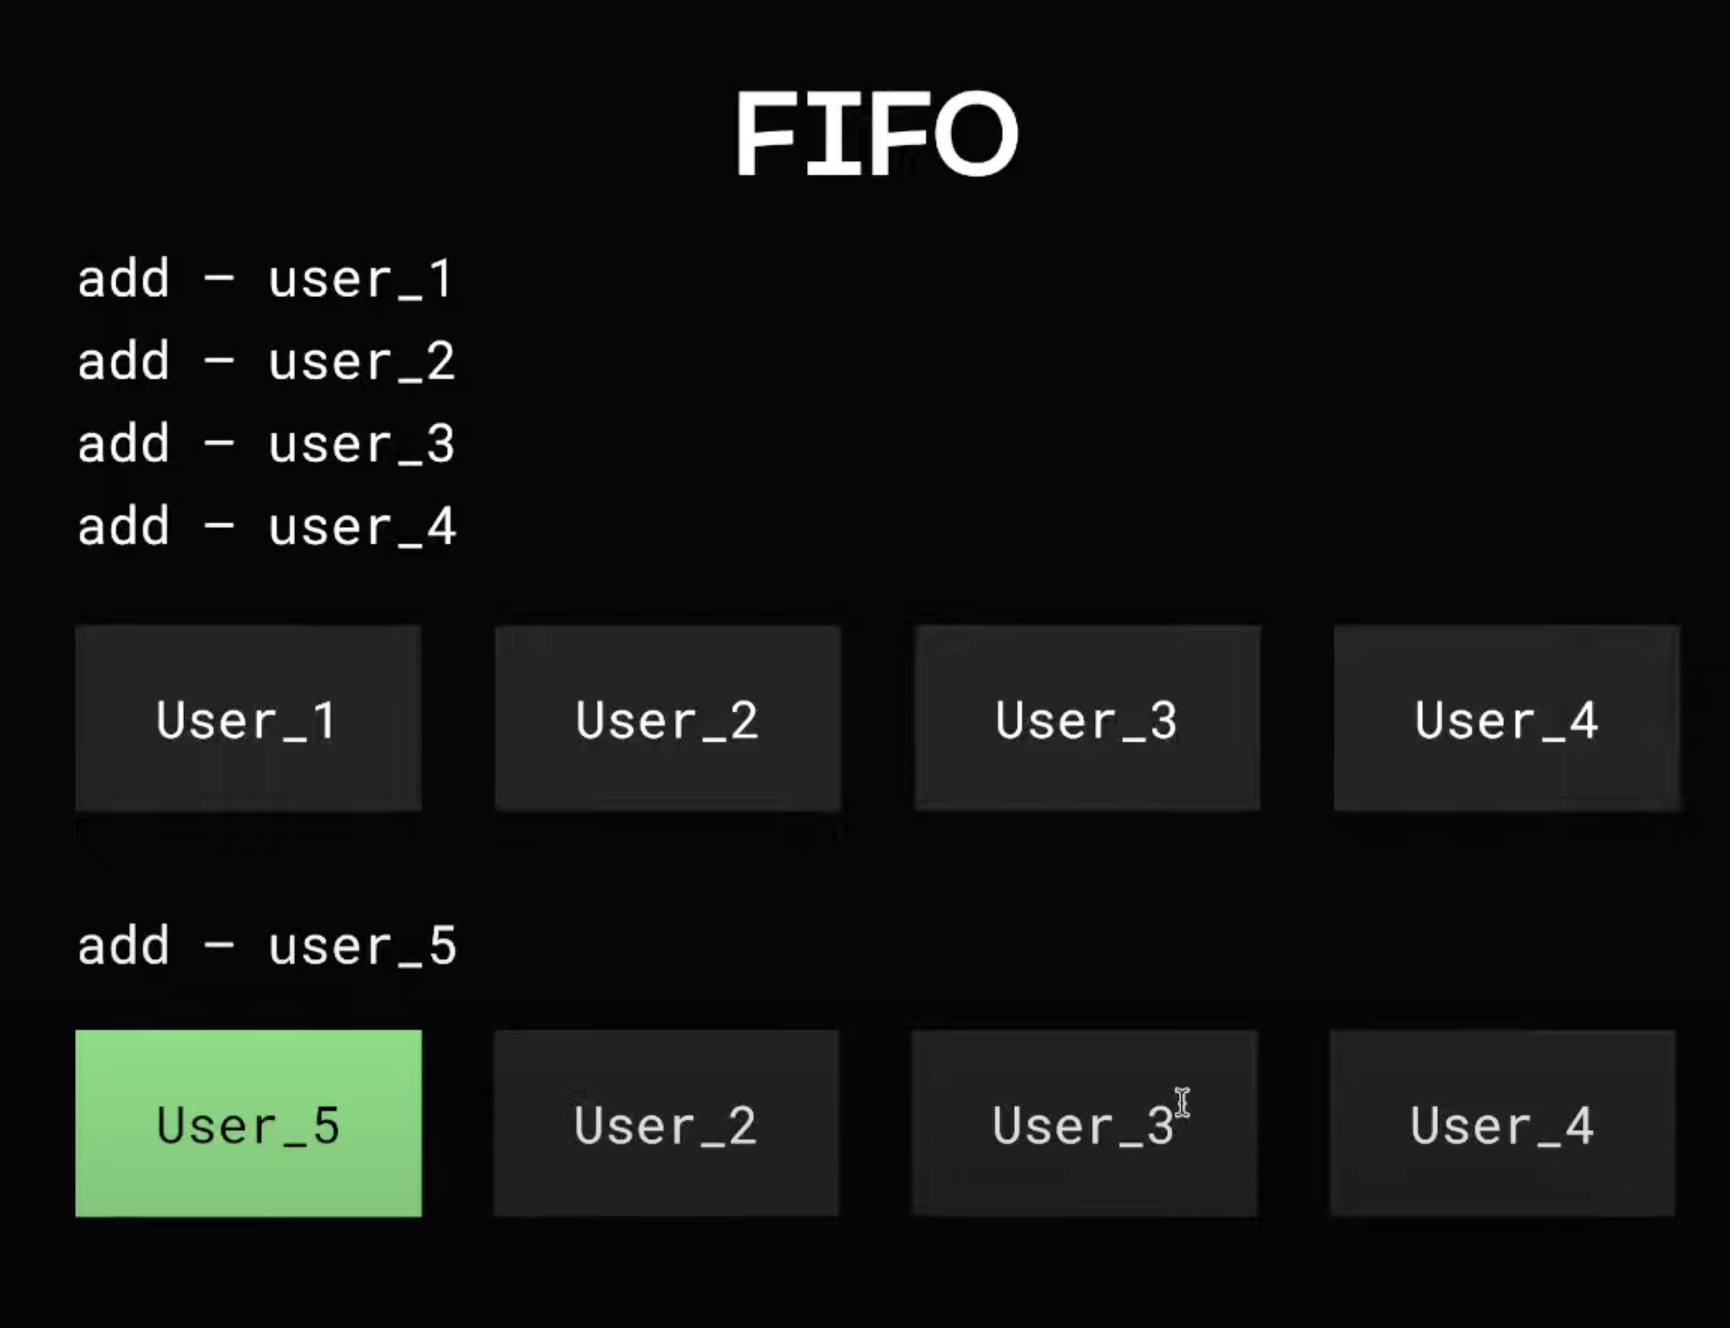 FIFO
add – user_1
add – user_2
add – user_3
add – user_4
User_1 User_2 User_3 User_4
add – user_5
User_5 User_2 User_3 User_4